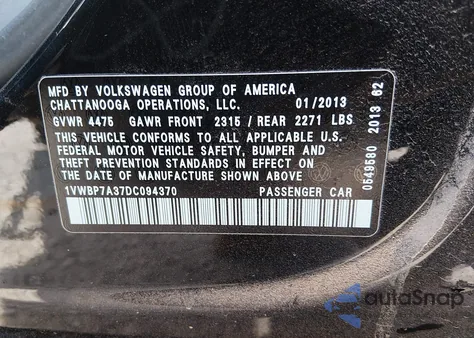 MFD BY VOLKSWAGEN GROUP OF AMERICA
CHATTANOOGA OPERATIONS, LLC. 01/2013
GVWR 4475 GAWR FRONT 2315 / REAR 2271 LBS
THIS VEHICLE CONFORMS TO ALL APPLICABLE U.S.
FEDERAL MOTOR VEHICLE SAFETY, BUMPER AND
THEFT PREVENTION STANDARDS IN EFFECT ON
THE DATE OF MANUFACTURE SHOWN ABOVE
1VWBP7A37DC094370 PASSENGER CAR
0549580 2013 02
autoSnap